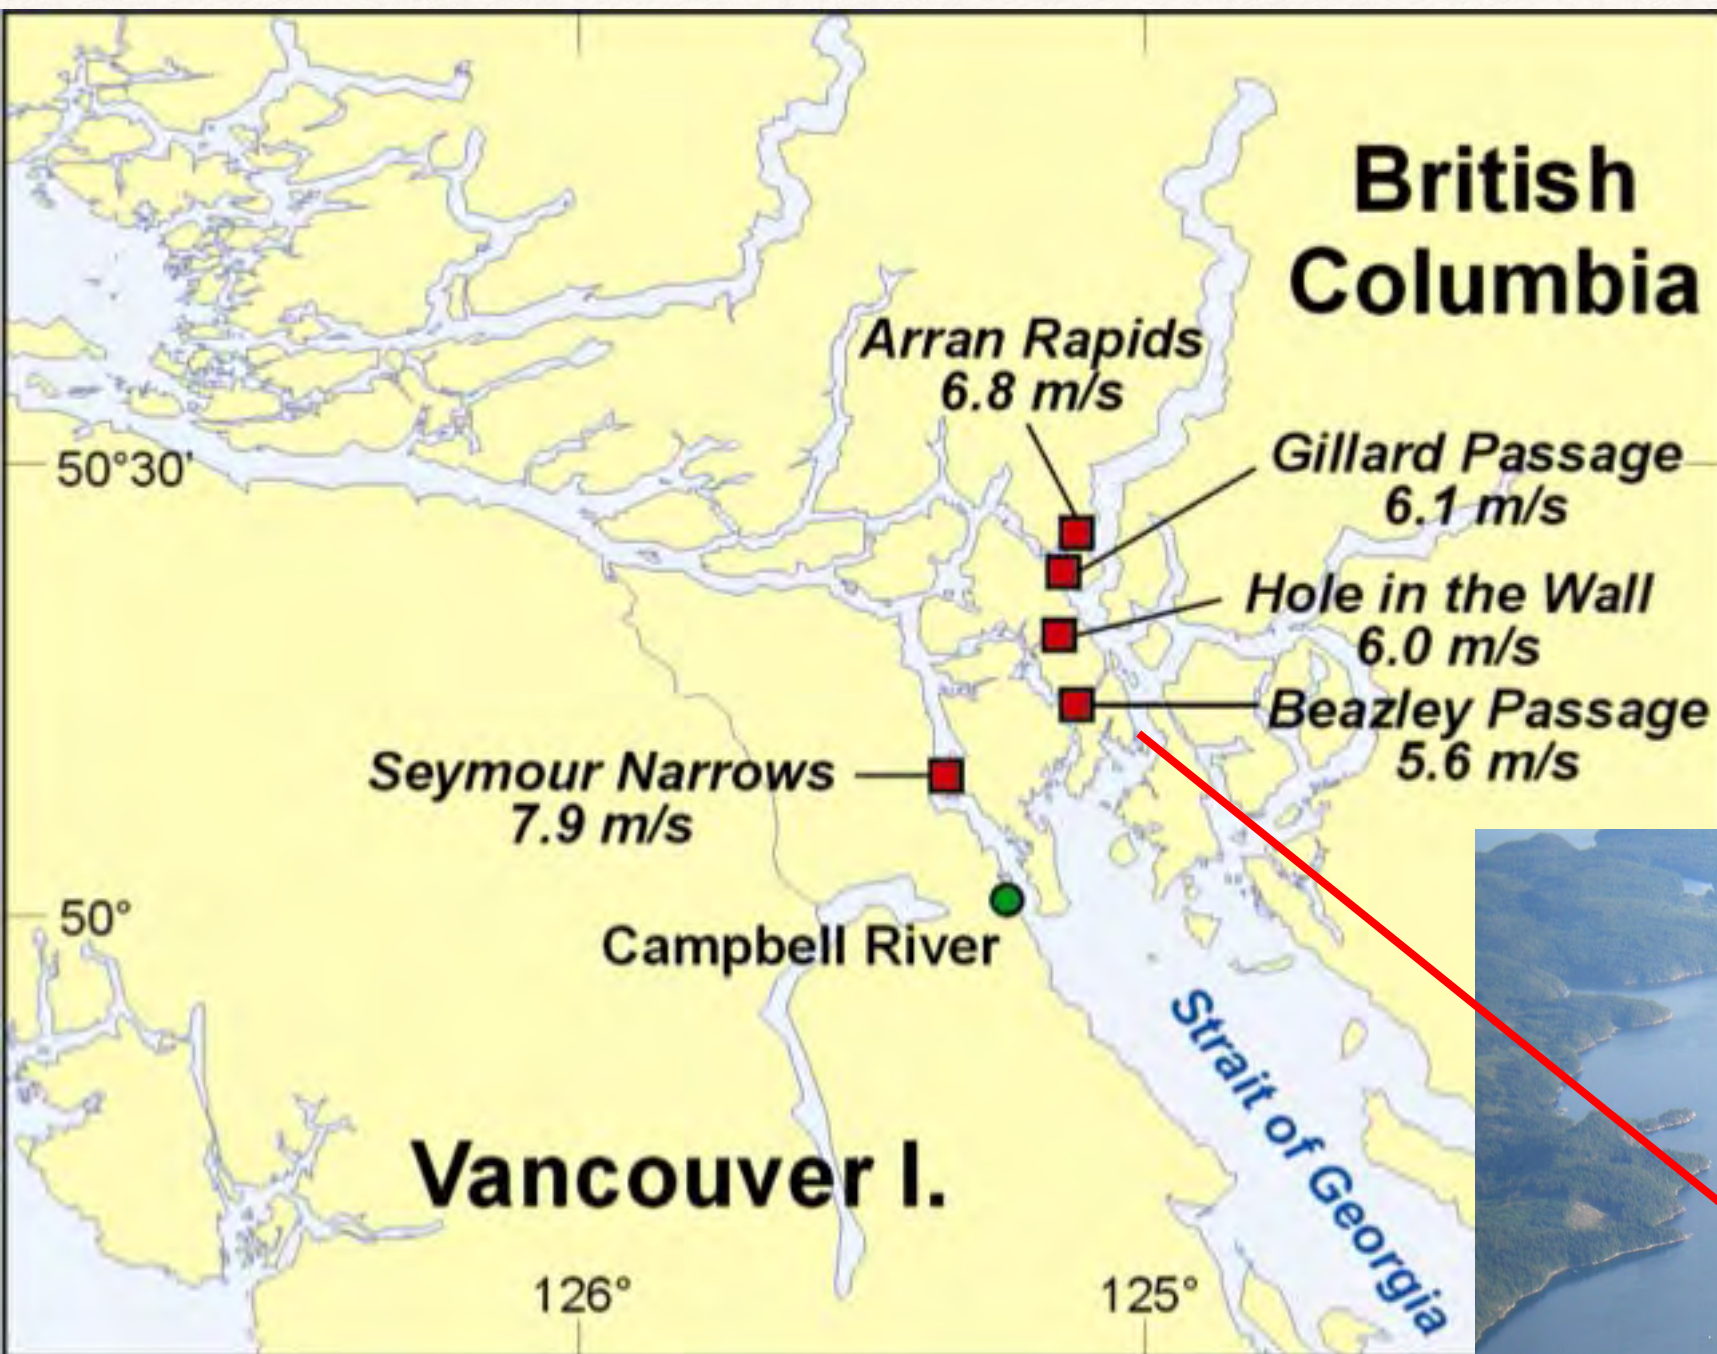 British
Columbia
Arran Rapids
6.8 m/s
Gillard Passage
6.1 m/s
50°30'
Hole in the Wall
6.0 m/s
Beazley Passage
5.6 m/s
Seymour Narrows
7.9 m/s
50°
Campbell River
Strait of Georgia
Vancouver I.
126°
125°